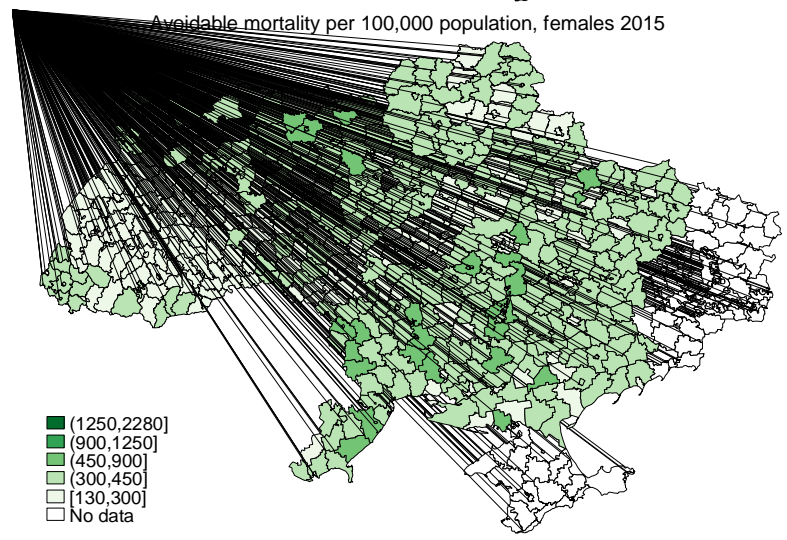 Avoidable mortality per 100,000 population, females 2015
(1250,2280]
(900,1250]
(450,900]
(300,450]
[130,300]
No data